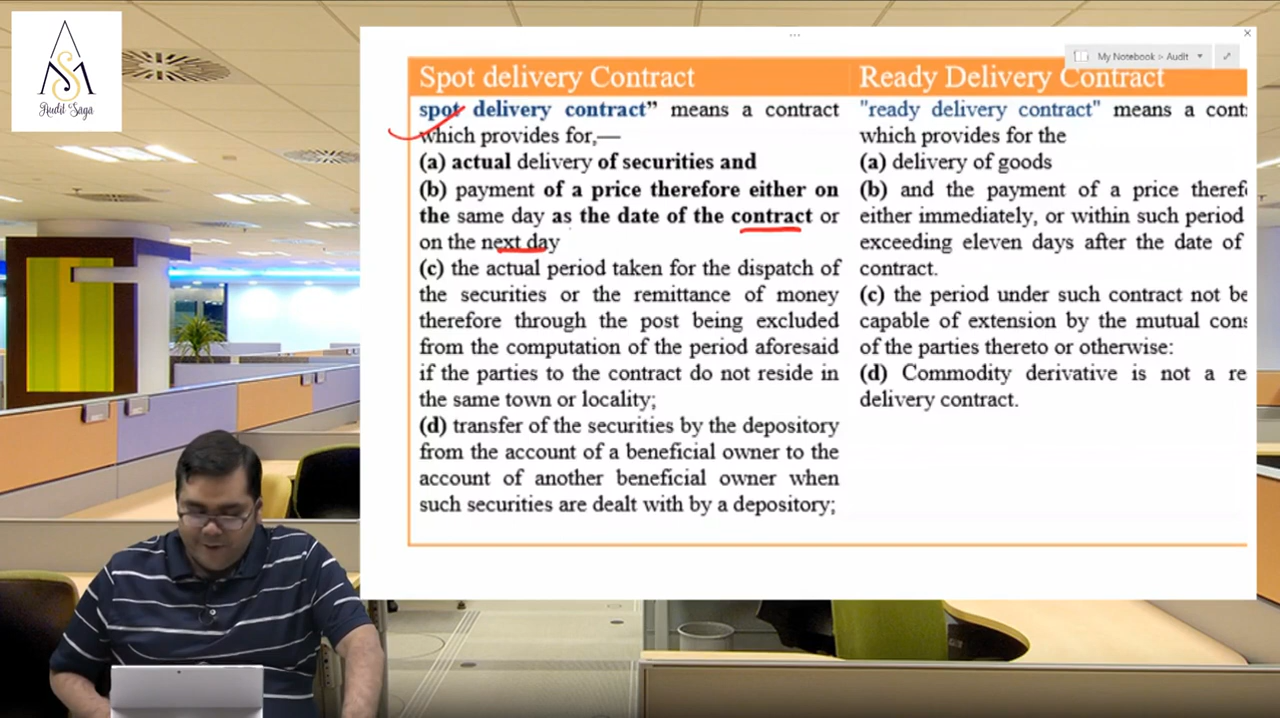 Audit Saga
My Notebook > Audit
Spot delivery Contract
spot delivery contract” means a contract
which provides for,—
(a) actual delivery of securities and
(b) payment of a price therefore either on
the same day as the date of the contract or
on the next day
(c) the actual period taken for the dispatch of
the securities or the remittance of money
therefore through the post being excluded
from the computation of the period aforesaid
if the parties to the contract do not reside in
the same town or locality;
(d) transfer of the securities by the depository
from the account of a beneficial owner to the
account of another beneficial owner when
such securities are dealt with by a depository;
Ready Delivery Contract
"ready delivery contract" means a
which provides for the
(a) delivery of goods
(b) and the payment of a price
either immediately, or within such period
exceeding eleven days after the date of
contract.
(c) the period under such contract not
capable of extension by the mutual
of the parties thereto or otherwise:
(d) Commodity derivative is not a
delivery contract.